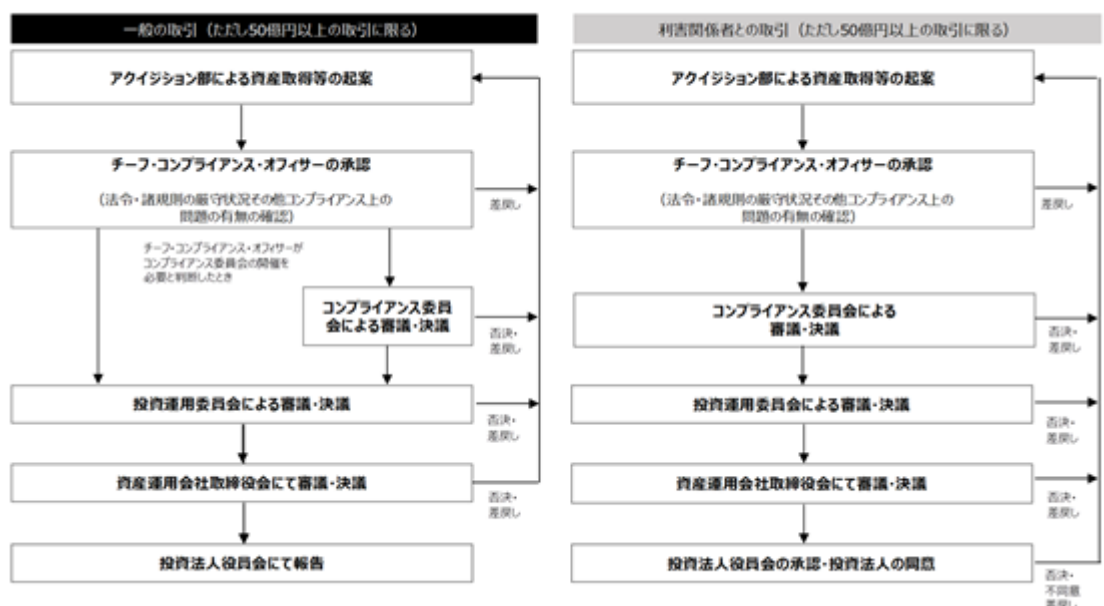 一般の取引（ただし50億円以上の取引に限る）
アクイジション部による資産取得等の起案
チーフ・コンプライアンス・オフィサーの承認
（法令・諸規則の厳守状況その他コンプライアンス上の
問題の有無の確認）
差戻し
チーフ・コンプライアンス・オフィサーが
コンプライアンス委員会の開催を
必要と判断したとき
コンプライアンス委員
会による審議・決議
否決・
差戻し
投資運用委員会による審議・決議
否決・
差戻し
資産運用会社取締役会にて審議・決議
否決・
差戻し
投資法人役員会にて報告
利害関係者との取引（ただし50億円以上の取引に限る）
アクイジション部による資産取得等の起案
チーフ・コンプライアンス・オフィサーの承認
（法令・諸規則の厳守状況その他コンプライアンス上の
問題の有無の確認）
差戻し
コンプライアンス委員会による
審議・決議
否決・
差戻し
投資運用委員会による審議・決議
否決・
差戻し
資産運用会社取締役会にて審議・決議
否決・
差戻し
投資法人役員会の承認・投資法人の同意
否決・
不同意
差戻し